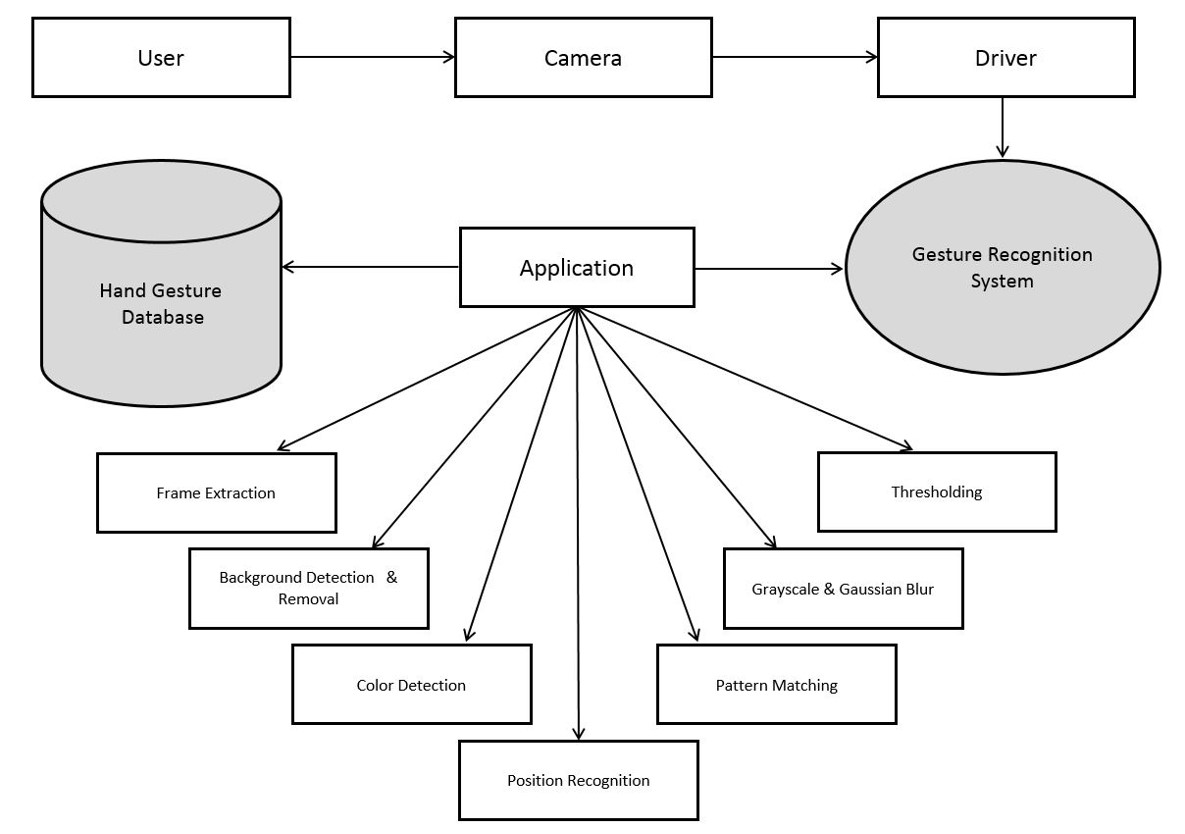 User
Camera
Driver
Hand Gesture
Database
Application
Gesture Recognition
System
Frame Extraction
Thresholding
Background Detection &
Removal
Grayscale & Gaussian Blur
Color Detection
Pattern Matching
Position Recognition